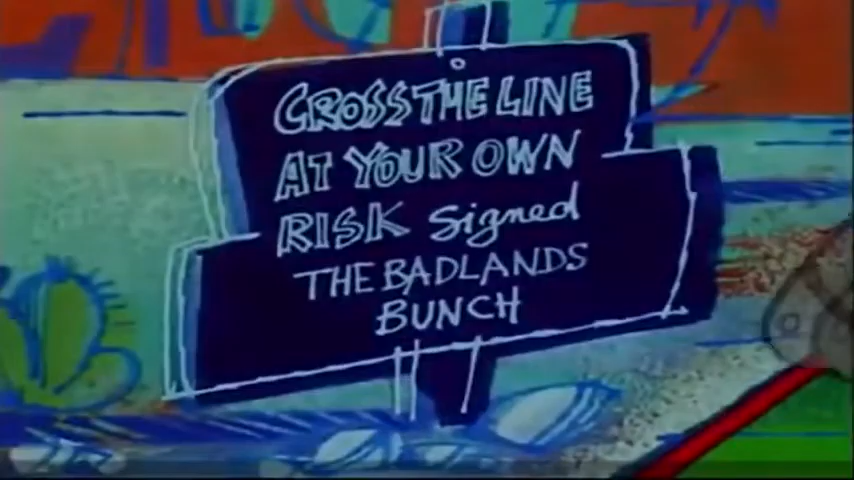 CROSS THE LINE
AT YOUR OWN
RISK Signed
THE BADLANDS
BUNCH